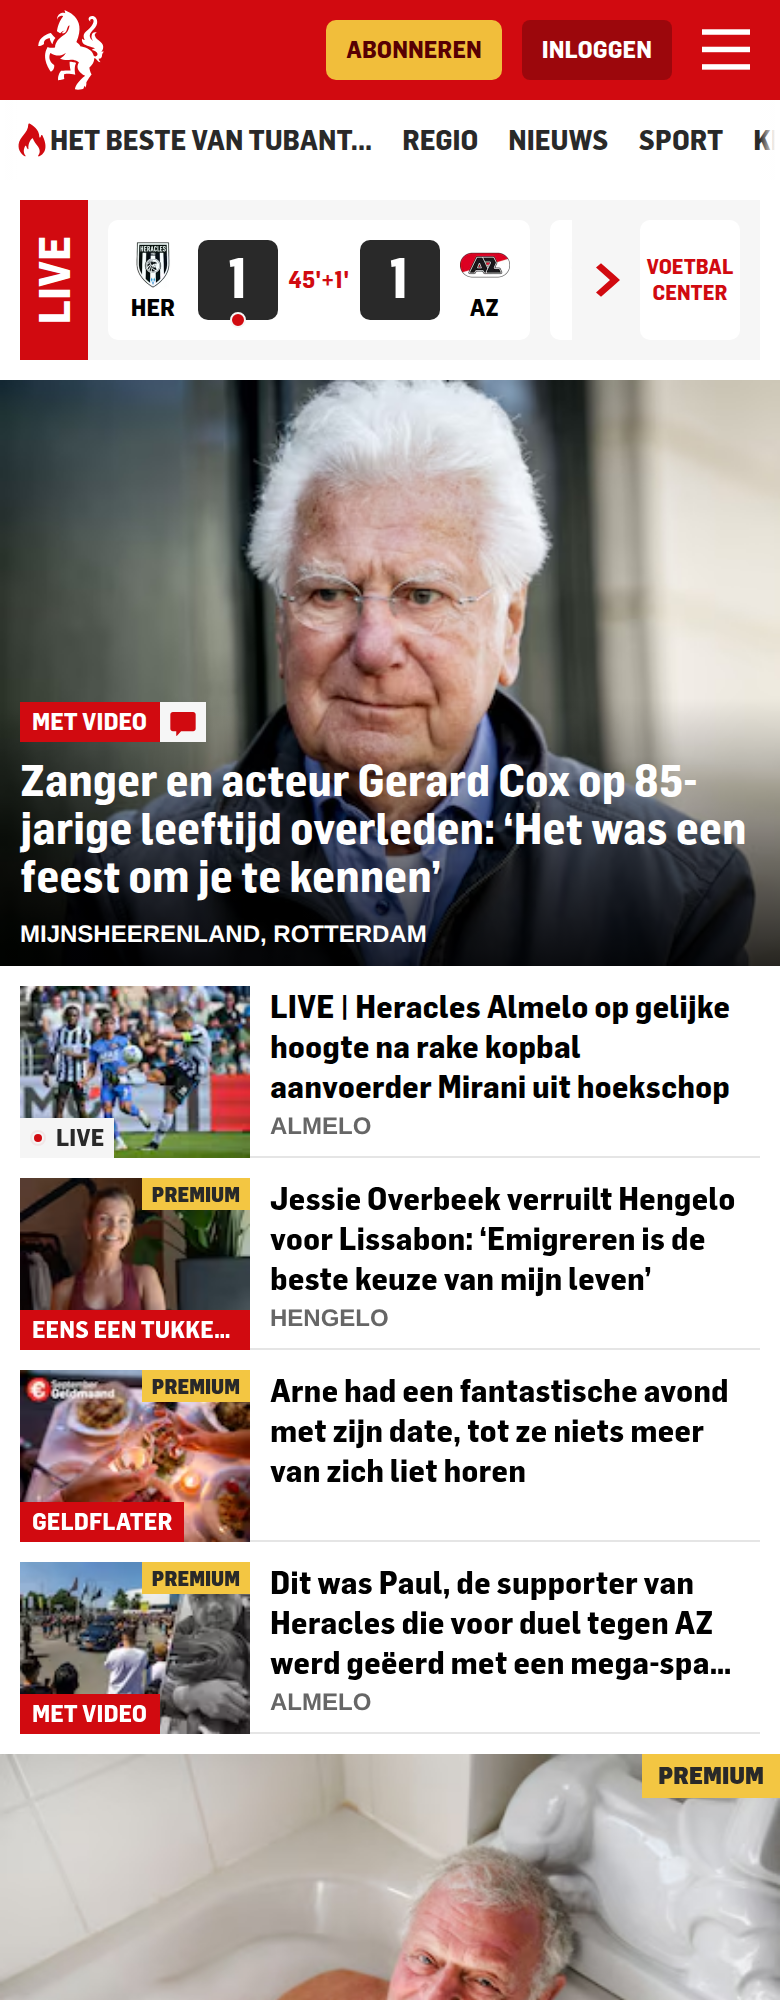 ABONNEREN
INLOGGEN
HET BESTE VAN TUBANT... REGIO NIEUWS SPORT
LIVE
HERACLES
HER
1
45'+1'
1
AZ
AZ
VOETBAL
CENTER
MET VIDEO
Zanger en acteur Gerard Cox op 85-
jarige leeftijd overleden: ‘Het was een
feest om je te kennen’
MIJNSHEERENLAND, ROTTERDAM
LIVE
LIVE | Heracles Almelo op gelijke
hoogte na rake kopbal
aanvoerder Mirani uit hoekschop
ALMELO
PREMIUM
EENS EEN TUKKE...
Jessie Overbeek verruilt Hengelo
voor Lissabon: ‘Emigreren is de
beste keuze van mijn leven’
HENGELO
September
Geldmaand
PREMIUM
GELDFLATER
Arne had een fantastische avond
met zijn date, tot ze niets meer
van zich liet horen
PREMIUM
MET VIDEO
Dit was Paul, de supporter van
Heracles die voor duel tegen AZ
werd geëerd met een mega-spa...
ALMELO
PREMIUM